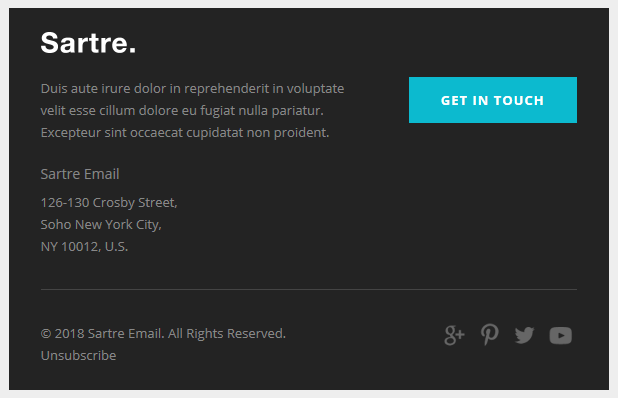 Sartre.
Duis aute irure dolor in reprehenderit in voluptate
velit esse cillum dolore eu fugiat nulla pariatur.
Excepteur sint occaecat cupidatat non proident.
GET IN TOUCH
Sartre Email
126-130 Crosby Street,
Soho New York City,
NY 10012, U.S.
© 2018 Sartre Email. All Rights Reserved.
Unsubscribe